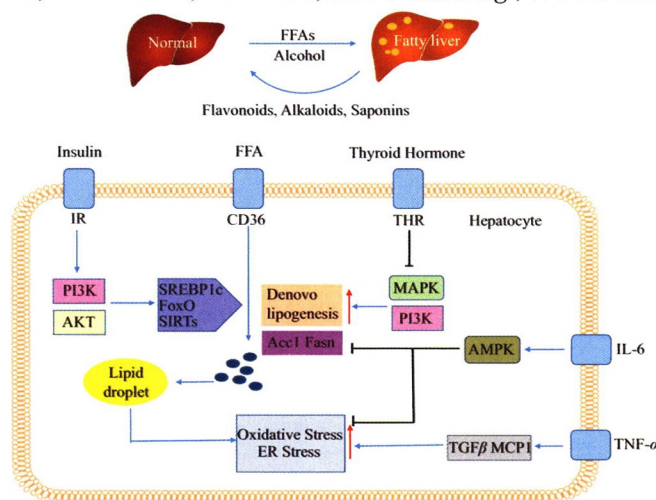 Normal
FFAs
Alcohol
Fatty liver
Flavonoids, Alkaloids, Saponins
Insulin
FFA
Thyroid Hormone
IR
CD36
THR
Hepatocyte
PI3K
AKT
SREBP1c
FoxO
SIRTs
Denovo
lipogenesis
MAPK
PI3K
Acc1 Fasn
AMPK
IL-6
Lipid
droplet
Oxidative Stress
ER Stress
TGFβ MCP1
TNF-α